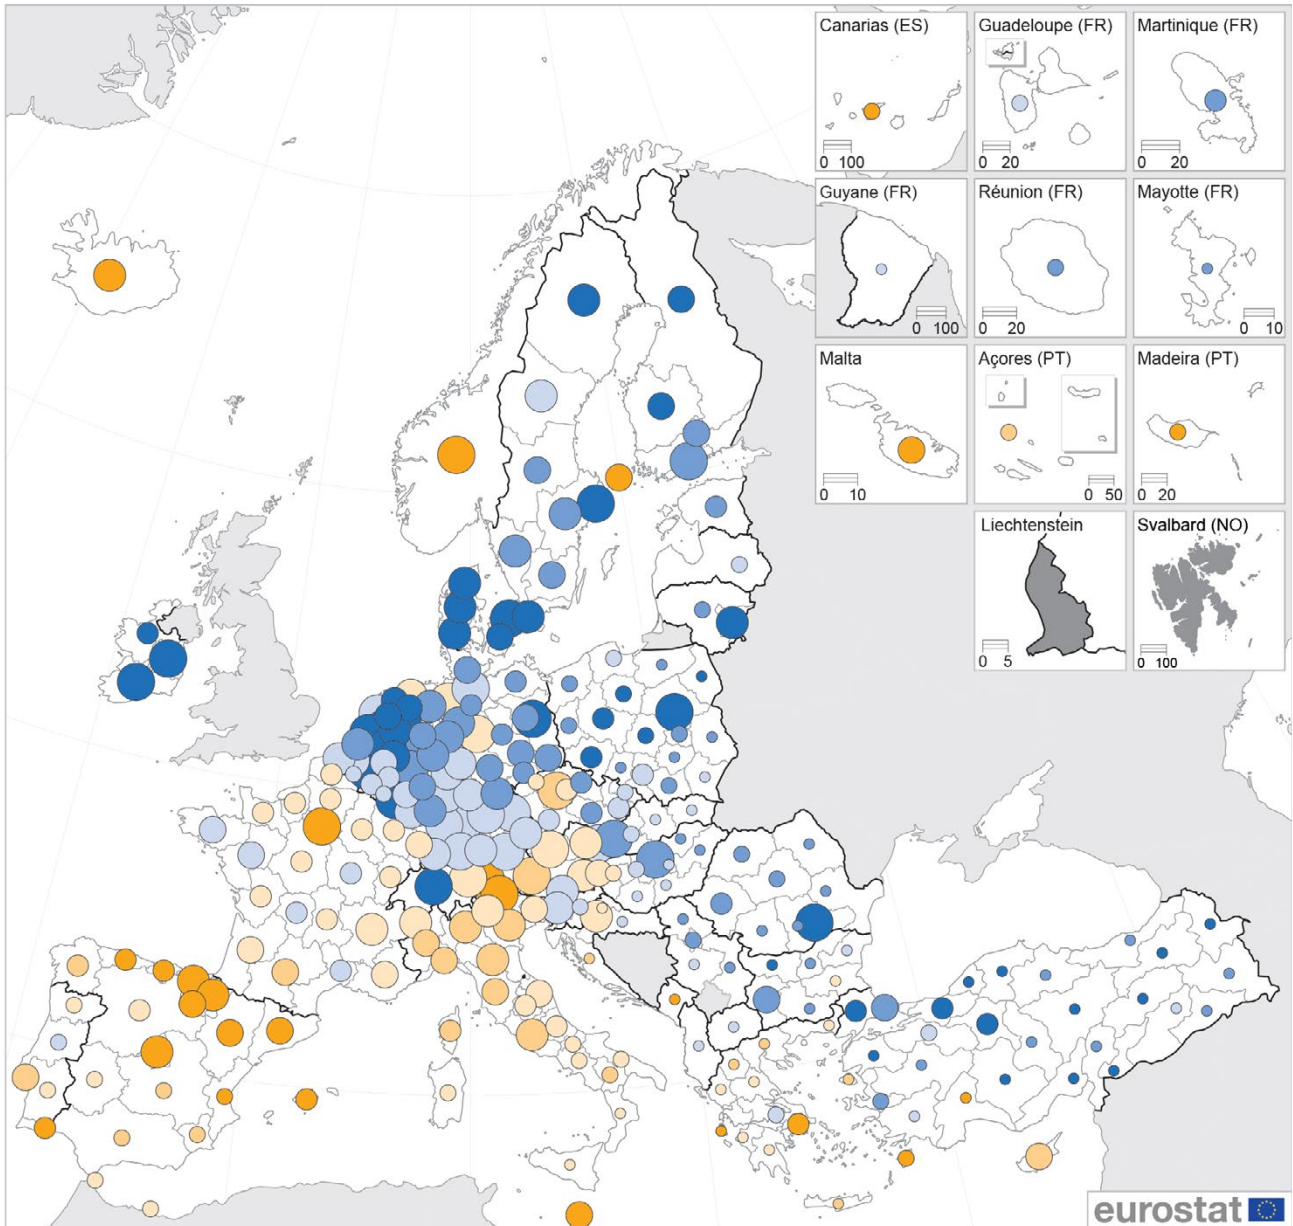 Canarias (ES)
0 100
Guadeloupe (FR)
0 20
Martinique (FR)
0 20
Guyane (FR)
0 100
Réunion (FR)
0 20
Mayotte (FR)
0 10
Malta
0 10
Açores (PT)
0 50
Madeira (PT)
0 20
Liechtenstein
0 5
Svalbard (NO)
0 100
eurostat